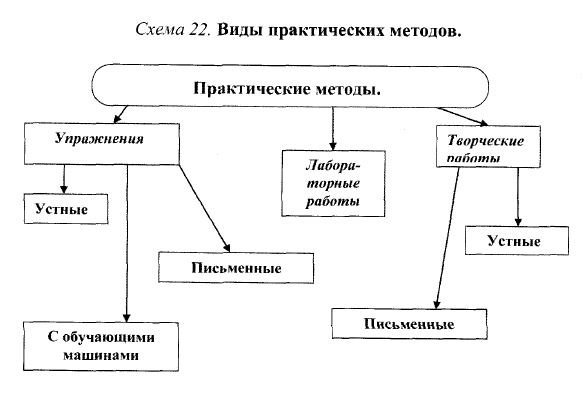 Схема 22. Виды практических методов.
Практические методы.
Упражнения
Лабора-
торные
работы
Творческие
работы
Устные
Письменные
С обучающими
машинами
Письменные
Устные